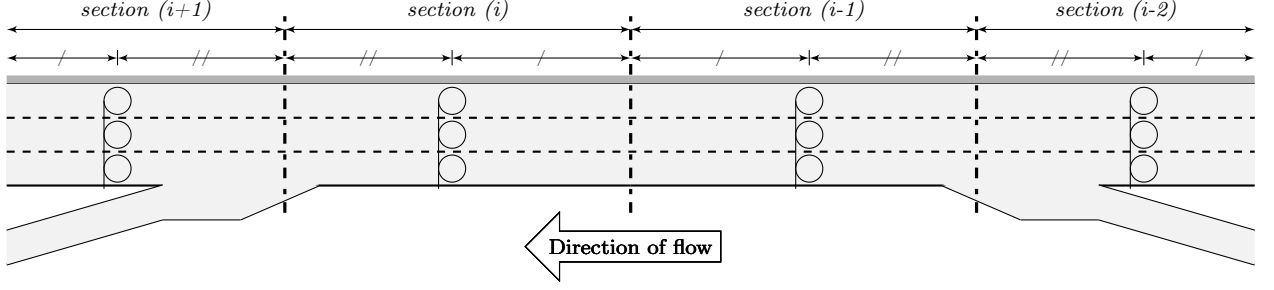 section (i+1) section (i) section (i-1) section (i-2)
/ // // / / // // /
Direction of flow